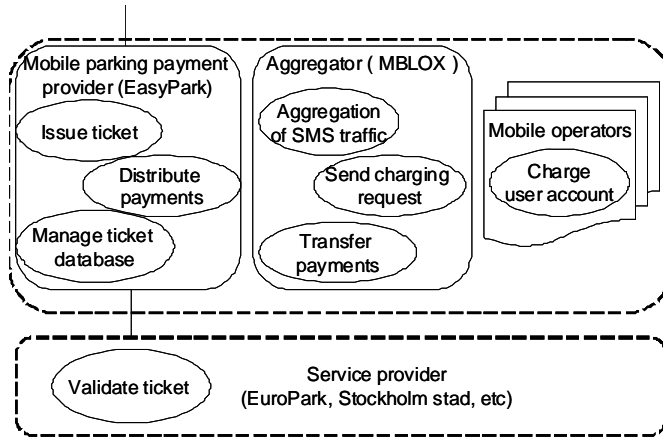 Mobile parking payment
provider (EasyPark)
Issue ticket
Distribute
payments
Manage ticket
database
Aggregator ( MBLOX )
Aggregation
of SMS traffic
Send charging
request
Transfer
payments
Mobile operators
Charge
user account
Validate ticket
Service provider
(EuroPark, Stockholm stad, etc)